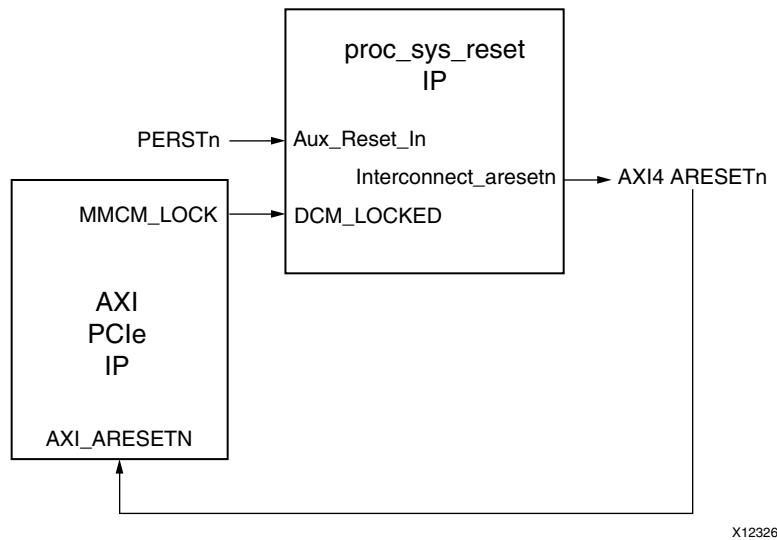 proc_sys_reset
IP
PERSTn
Aux_Reset_In
Interconnect_aresetn
AXI4 ARESETn
MMCM_LOCK
DCM_LOCKED
AXI
PCIe
IP
AXI_ARESETN
X12326